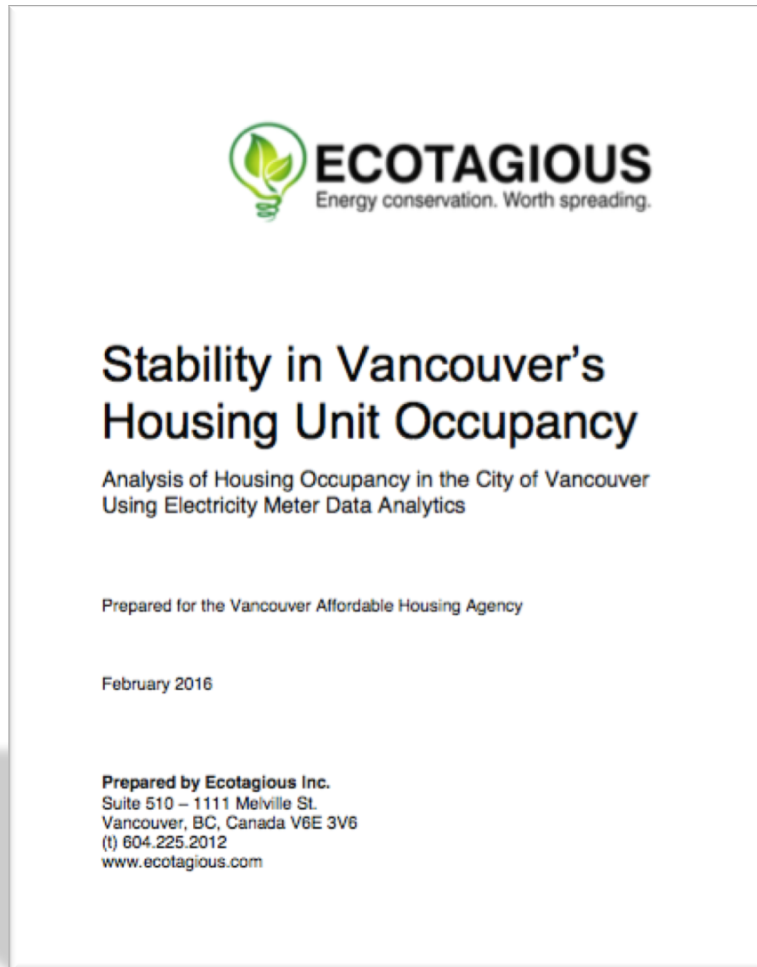 ECOTAGIOUS
Energy conservation. Worth spreading.
Stability in Vancouver's
Housing Unit Occupancy
Analysis of Housing Occupancy in the City of Vancouver
Using Electricity Meter Data Analytics
Prepared for the Vancouver Affordable Housing Agency
February 2016
Prepared by Ecotagious Inc.
Suite 510 – 1111 Melville St.
Vancouver, BC, Canada V6E 3V6
(t) 604.225.2012
www.ecotagious.com